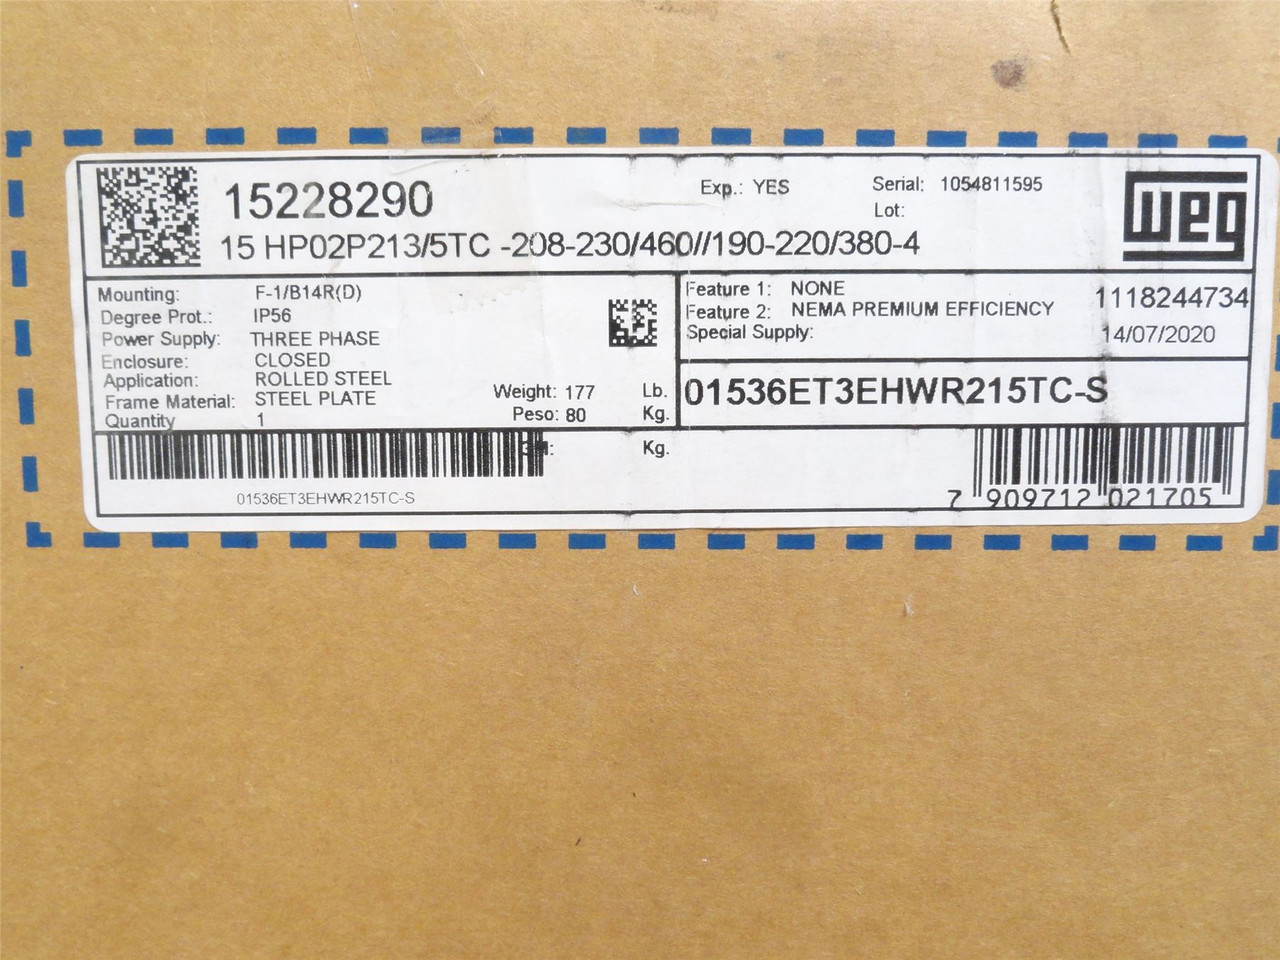 15228290
Exp.: YES
Serial: 1054811595
Lot:
weg
15 HP02P213/5TC -208-230/460//190-220/380-4
Mounting: F-1/B14R(D)
Degree Prot.: IP56
Power Supply: THREE PHASE
Enclosure: CLOSED
Application: ROLLED STEEL
Frame Material: STEEL PLATE
Quantity 1
Weight: 177 Lb.
Peso: 80 Kg.
Kg.
Feature 1: NONE
Feature 2: NEMA PREMIUM EFFICIENCY
Special Supply:
1118244734
14/07/2020
01536ET3EHWR215TC-S
01536ET3EHWR215TC-S
7 909712 021705